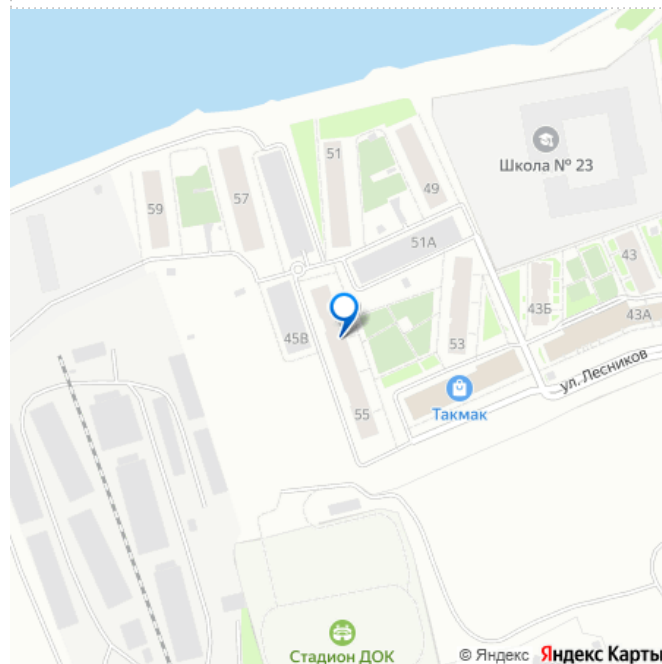 Школа № 23
51
49
59
57
51А
43
43Б
43А
45В
53
ул. Лесников
Такмак
55
Стадион ДОК
© Яндекс Яндекс Карты